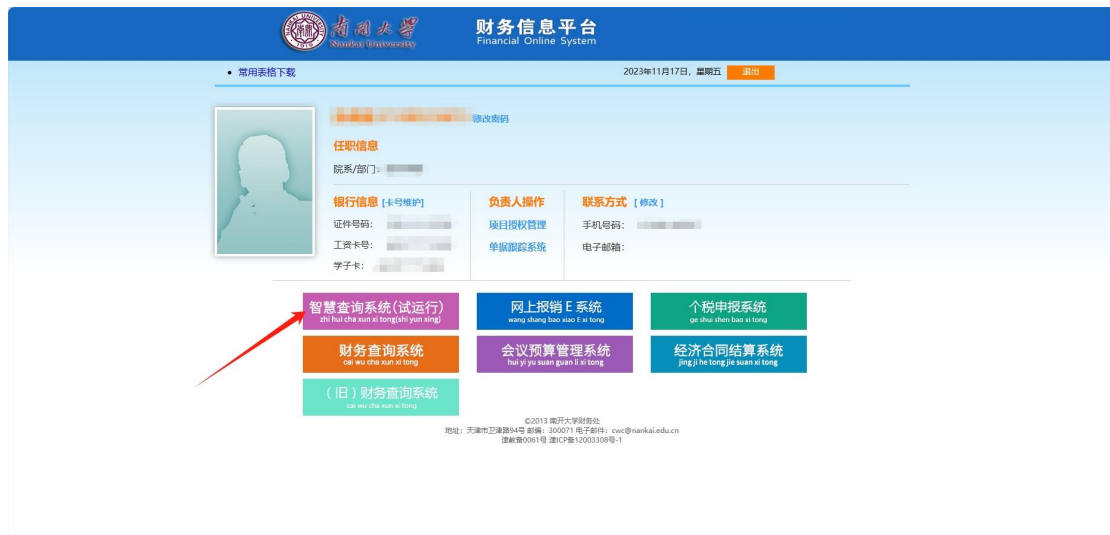 南开大学
Nankai University
财务信息平台
Financial Online System
常用表格下载
2023年11月17日，星期五
退出
修改密码
任职信息
院系/部门：
银行信息 [卡号维护]
证件号码：
工资卡号：
学子卡：
负责人操作
项目授权管理
单据跟踪系统
联系方式 [ 修改 ]
手机号码：
电子邮箱：
智慧查询系统(试运行)
zhi hui cha xun xi tong(shi yun xing)
网上报销 E 系统
wang shang bao xiao E xi tong
个税申报系统
ge shui shen bao xi tong
财务查询系统
cai wu cha xun xi tong
会议预算管理系统
hui yi yu suan guan li xi tong
经济合同结算系统
jing ji he tong jie suan xi tong
（旧）财务查询系统
cai wu cha xun xi tong
©2013 南开大学财务处
地址：天津市卫津路94号 邮编：300071 电子邮件：cwc@nankai.edu.cn
津教备0061号 津ICP备12003308号-1